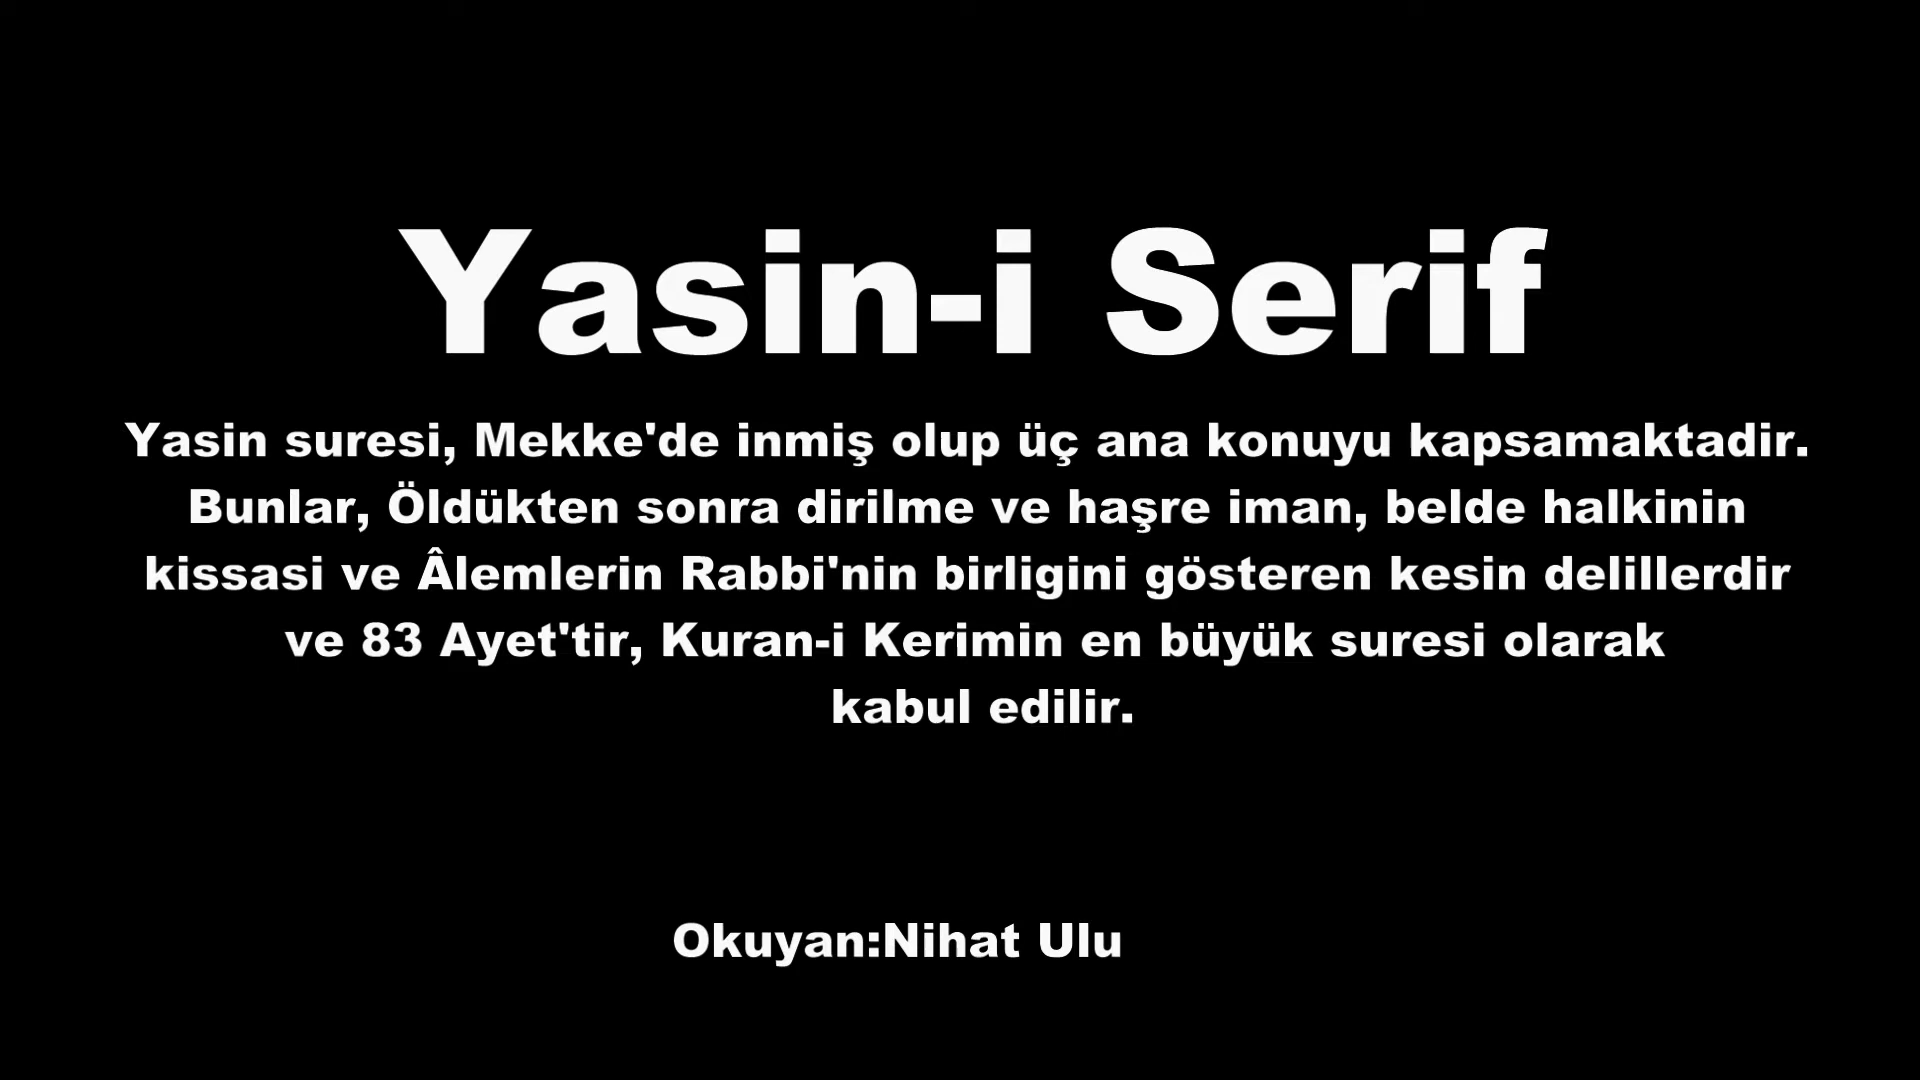 Yasin-i Serif
Yasin suresi, Mekke'de inmiş olup üç ana konuyu kapsamaktadir.
Bunlar, Öldükten sonra dirilme ve haşre iman, belde halkinin
kissasi ve Âlemlerin Rabbi'nin birligini gösteren kesin delillerdir
ve 83 Ayet'tir, Kuran-i Kerimin en büyük suresi olarak
kabul edilir.
Okuyan:Nihat Ulu